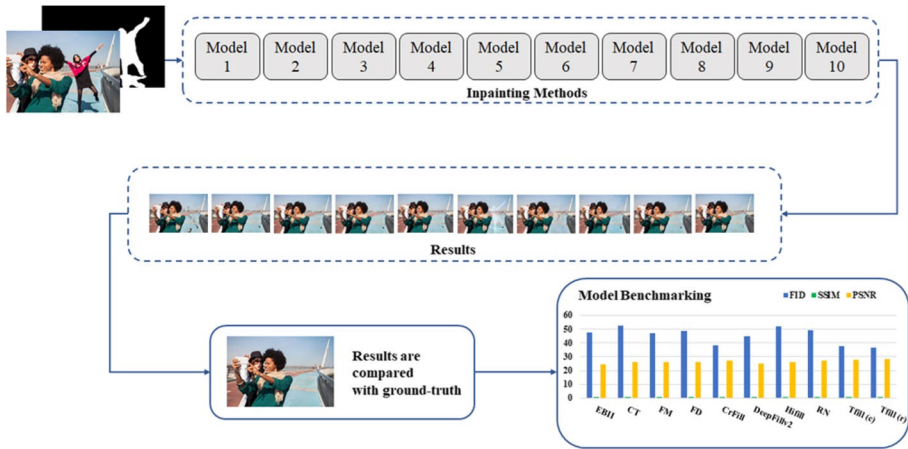 Model 1
Model 2
Model 3
Model 4
Model 5
Model 6
Model 7
Model 8
Model 9
Model 10
Inpainting Methods
Results
Results are
compared
with ground-truth
Model Benchmarking
FID SSIM PSNR
60
50
40
30
20
10
0
EBII CT FM FD CrFill DeepFillv2 Hifill RN Tfill (c) Tfill (r)